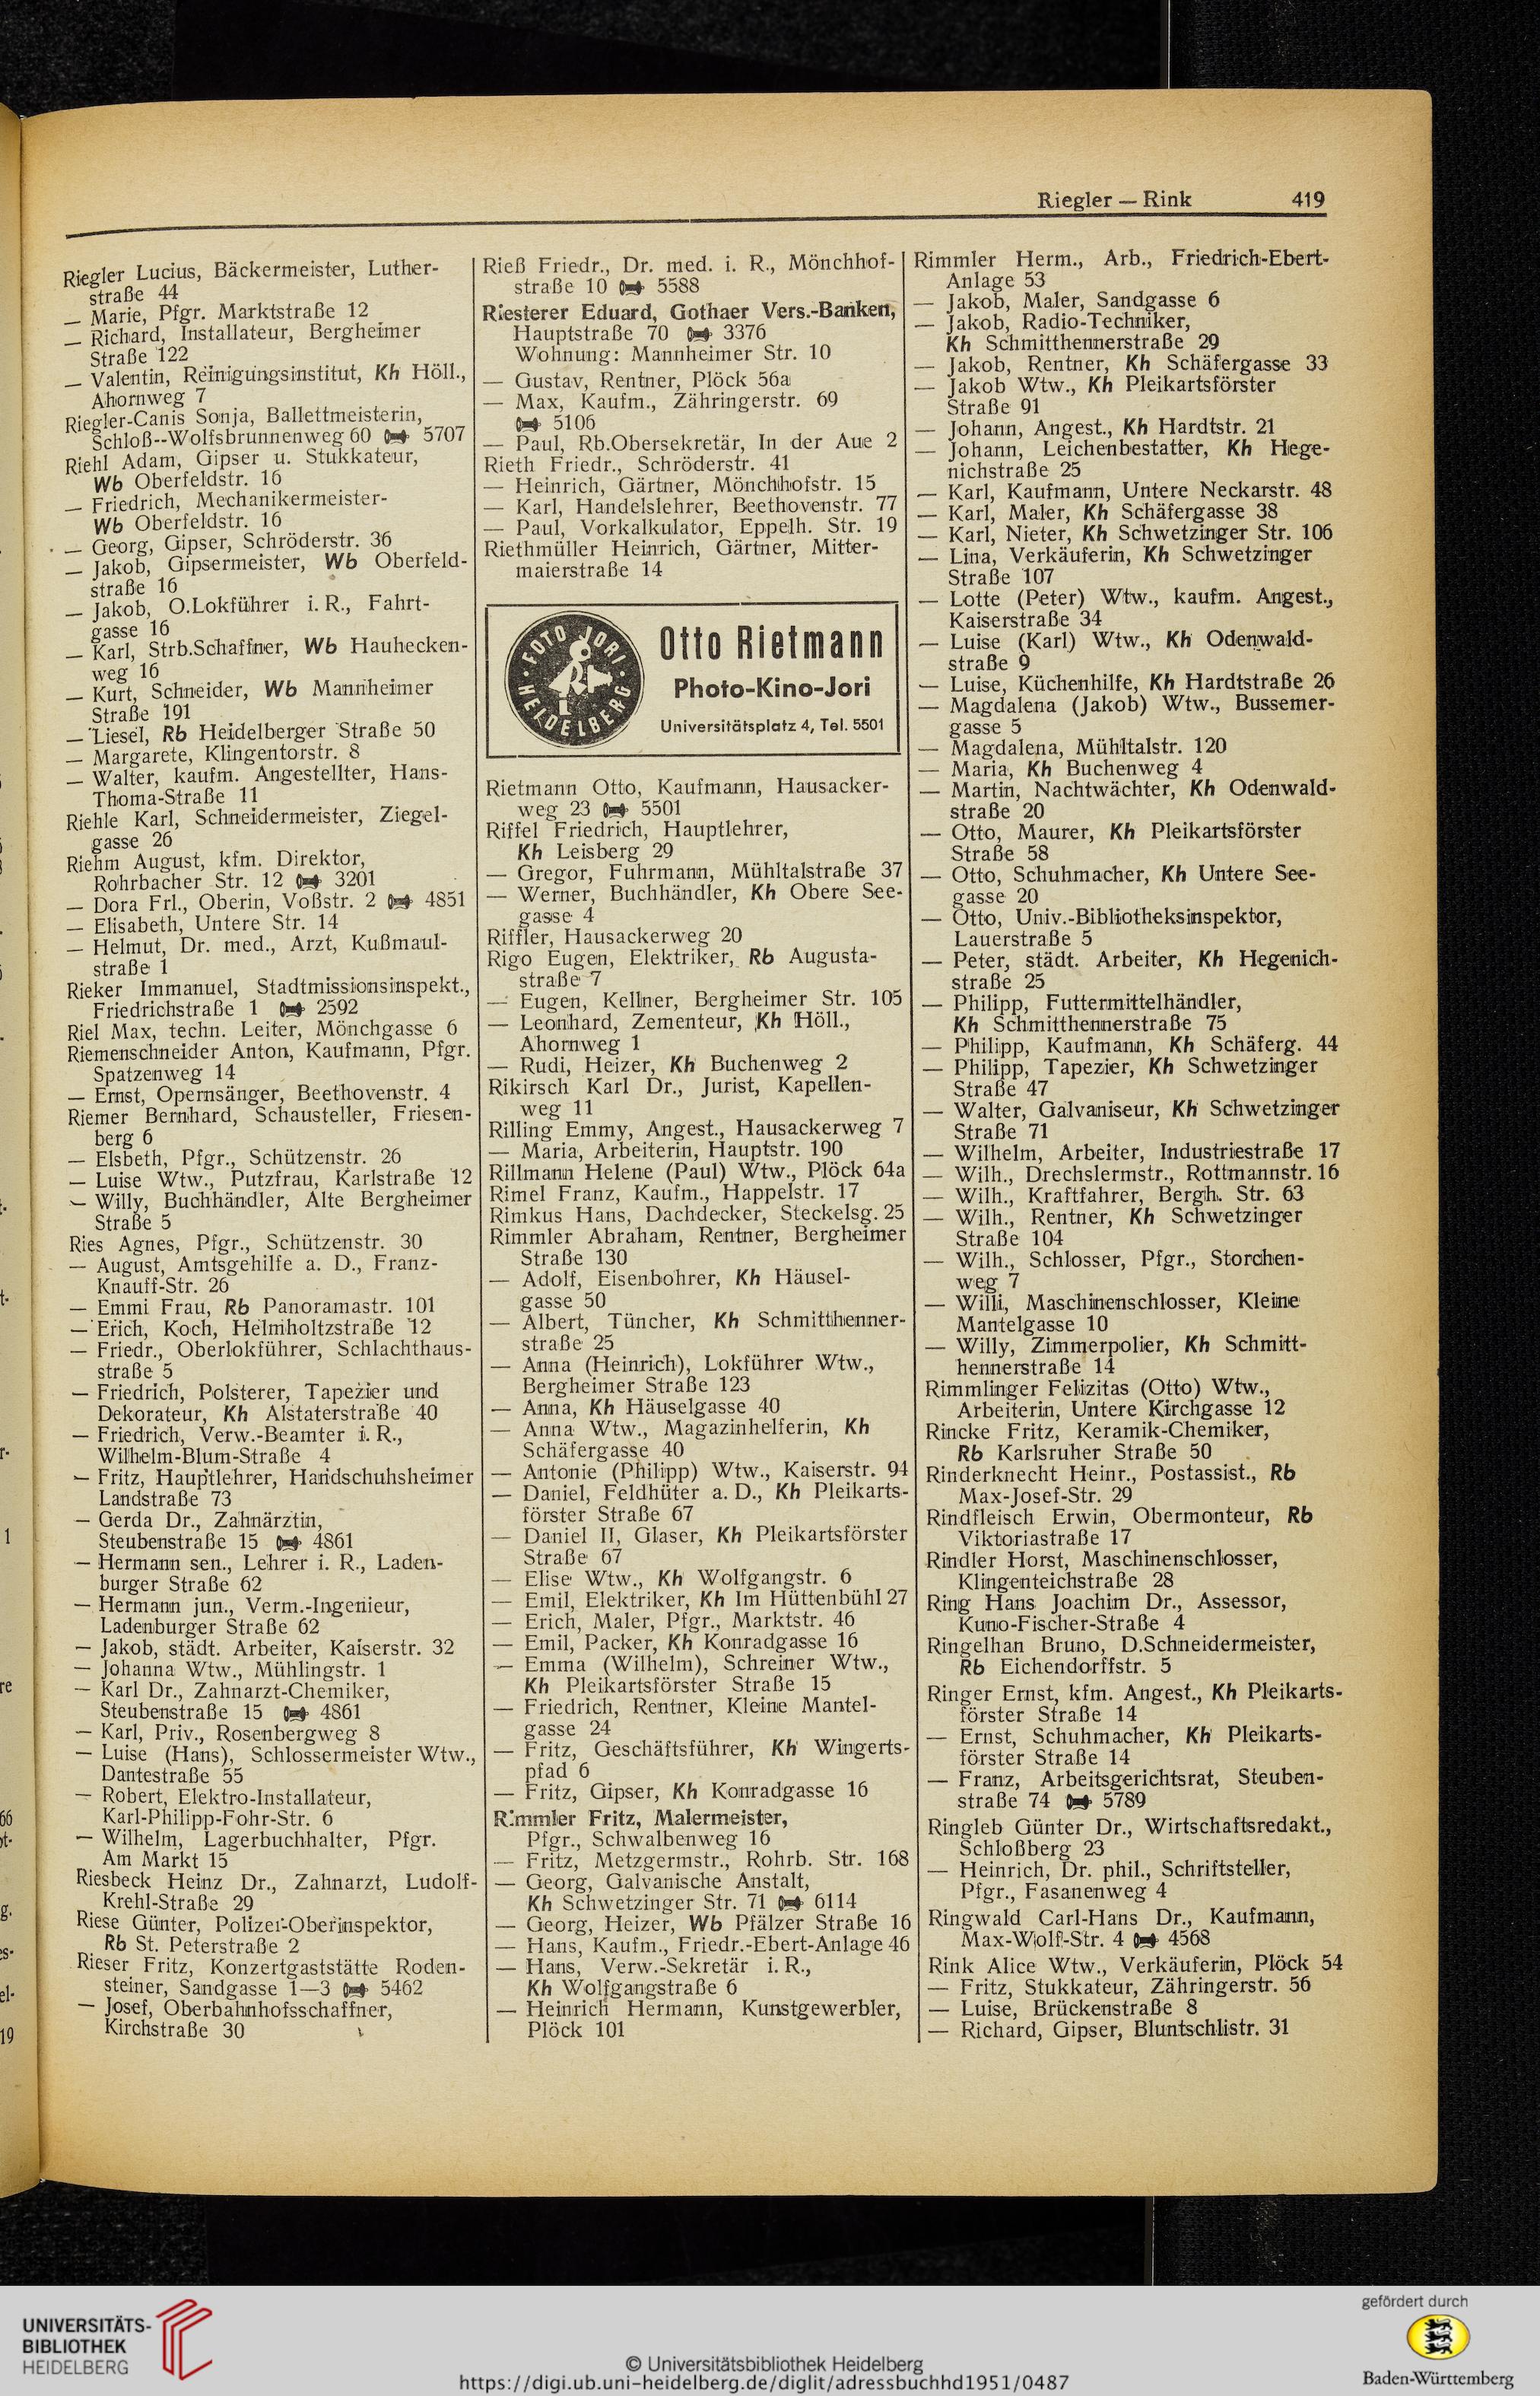 Riegler — Rink 419
Riegler Lucius, Bäckermeister, Luther-
straße 44
— Marie, Pfgr. Marktstraße 12
— Richard, Installateur, Bergheimer
Straße 122
— Valentin, Reinigungsinstitut, Kh Höll.,
Ahornweg 7
Riegler-Canis Sonja, Ballettmeisterin,
Schloß--Wolfsbrunnenweg 60 5707
Riehl Adam, Gipser u. Stukkateur,
Wb Oberfeldstr. 16
— Friedrich, Mechanikermeister-
Wb Oberfeldstr. 16
— Georg, Gipser, Schröderstr. 36
— Jakob, Gipsermeister, Wb Oberfeld-
straße 16
— Jakob, O.Lokführer i. R., Fahrt-
gasse 16
— Karl, Strb.Schaffner, Wb Hauhecken-
weg 16
— Kurt, Schneider, Wb Mannheimer
Straße 191
— Liesel, Rb Heidelberger Straße 50
— Margarete, Klingentorstr. 8
— Walter, kaufm. Angestellter, Hans-
Thoma-Straße 11
Riehle Karl, Schneidermeister, Ziegel-
gasse 26
Riehm August, kfm. Direktor,
Rohrbacher Str. 12 3201
— Dora Frl., Oberin, Voßstr. 2 4851
— Elisabeth, Untere Str. 14
— Helmut, Dr. med., Arzt, Kußmaul-
straße 1
Rieker Immanuel, Stadtmissionsinspekt.,
Friedrichstraße 1 2592
Riel Max, techn. Leiter, Mönchgasse 6
Riemenschneider Anton, Kaufmann, Pfgr.
Spatzenweg 14
— Ernst, Opernsänger, Beethovenstr. 4
Riemer Bernhard, Schausteller, Friesen-
berg 6
— Elsbeth, Pfgr., Schützenstr. 26
— Luise Wtw., Putzfrau, Karlstraße 12
— Willy, Buchhändler, Alte Bergheimer
Straße 5
Ries Agnes, Pfgr., Schützenstr. 30
— August, Amtsgehilfe a. D., Franz-
Knauff-Str. 26
— Emmi Frau, Rb Panoramastr. 101
— Erich, Koch, Helmholtzstraße 12
— Friedr., Oberlokführer, Schlachthaus-
straße 5
— Friedrich, Polsterer, Tapezier und
Dekorateur, Kh Alstaterstraße 40
— Friedrich, Verw.-Beamter i. R.,
Wilhelm-Blum-Straße 4
— Fritz, Hauptlehrer, Handschuhsheimer
Landstraße 73
— Gerda Dr., Zahnärztin,
Steubenstraße 15 4861
— Hermann sen., Lehrer i. R., Laden-
burger Straße 62
— Hermann jun., Verm.-Ingenieur,
Ladenburger Straße 62
— Jakob, städt. Arbeiter, Kaiserstr. 32
— Johanna Wtw., Mühlingstr. 1
— Karl Dr., Zahnarzt-Chemiker,
Steubenstraße 15 4861
— Karl, Priv., Rosenbergweg 8
— Luise (Hans), Schlossermeister Wtw.,
Dantestraße 55
— Robert, Elektro-Installateur,
Karl-Philipp-Fohr-Str. 6
— Wilhelm, Lagerbuchhalter, Pfgr.
Am Markt 15
Riesbeck Heinz Dr., Zahnarzt, Ludolf-
Krehl-Straße 29
Riese Günter, Polizei-Oberinspektor,
Rb St. Peterstraße 2
Rieser Fritz, Konzertgaststätte Roden-
steiner, Sandgasse 1—3 5462
— Josef, Oberbahnhofsschaffner,
Kirchstraße 30
Rieß Friedr., Dr. med. i. R., Mönchhof-
straße 10 5588
Riesterer Eduard, Gothaer Vers.-Banken,
Hauptstraße 70 3376
Wohnung: Mannheimer Str. 10
— Gustav, Rentner, Plöck 56a
— Max, Kaufm., Zähringerstr. 69
5106
— Paul, Rb.Obersekretär, In der Aue 2
Rieth Friedr., Schröderstr. 41
— Heinrich, Gärtner, Mönchhofstr. 15
— Karl, Handelslehrer, Beethovenstr. 77
— Paul, Vorkalkulator, Eppelh. Str. 19
Riethmüller Heinrich, Gärtner, Mitter-
maierstraße 14
FOTO JORI
HEIDELBERG
Otto Rietmann
Photo-Kino-Jori
Universitätsplatz 4, Tel. 5501
Rietmann Otto, Kaufmann, Hausacker-
weg 23 5501
Riffel Friedrich, Hauptlehrer,
Kh Leisberg 29
— Gregor, Fuhrmann, Mühltalstraße 37
— Werner, Buchhändler, Kh Obere See-
gasse 4
Riffler, Hausackerweg 20
Rigo Eugen, Elektriker, Rb Augusta-
straße 7
— Eugen, Kellner, Bergheimer Str. 105
— Leonhard, Zementeur, Kh Höll.,
Ahornweg 1
— Rudi, Heizer, Kh Buchenweg 2
Rikirsch Karl Dr., Jurist, Kapellen-
weg 11
Rilling Emmy, Angest., Hausackerweg 7
— Maria, Arbeiterin, Hauptstr. 190
Rillmann Helene (Paul) Wtw., Plöck 64a
Rimel Franz, Kaufm., Happelstr. 17
Rimkus Hans, Dachdecker, Steckelsg. 25
Rimmler Abraham, Rentner, Bergheimer
Straße 130
— Adolf, Eisenbohrer, Kh Häusel-
gasse 50
— Albert, Tüncher, Kh Schmitthenner-
straße 25
— Anna (Heinrich), Lokführer Wtw.,
Bergheimer Straße 123
— Anna, Kh Häuselgasse 40
— Anna Wtw., Magazinhelferin, Kh
Schäfergasse 40
— Antonie (Philipp) Wtw., Kaiserstr. 94
— Daniel, Feldhüter a. D., Kh Pleikarts-
förster Straße 67
— Daniel II, Glaser, Kh Pleikartsförster
Straße 67
— Elise Wtw., Kh Wolfgangstr. 6
— Emil, Elektriker, Kh Im Hüttenbühl 27
— Erich, Maler, Pfgr., Marktstr. 46
— Emil, Packer, Kh Konradgasse 16
— Emma (Wilhelm), Schreiner Wtw.,
Kh Pleikartsförster Straße 15
— Friedrich, Rentner, Kleine Mantel-
gasse 24
— Fritz, Geschäftsführer, Kh Wingerts-
pfad 6
— Fritz, Gipser, Kh Konradgasse 16
Rimmler Fritz, Malermeister,
Pfgr., Schwalbenweg 16
— Fritz, Metzgermstr., Rohrb. Str. 168
— Georg, Galvanische Anstalt,
Kh Schwetzinger Str. 71 6114
— Georg, Heizer, Wb Pfälzer Straße 16
— Hans, Kaufm., Friedr.-Ebert-Anlage 46
— Hans, Verw.-Sekretär i. R.,
Kh Wolfgangstraße 6
— Heinrich Hermann, Kunstgewerbler,
Plöck 101
Rimmler Herm., Arb., Friedrich-Ebert-
Anlage 53
— Jakob, Maler, Sandgasse 6
— Jakob, Radio-Techniker,
Kh Schmitthennerstraße 29
— Jakob, Rentner, Kh Schäfergasse 33
— Jakob Wtw., Kh Pleikartsförster
Straße 91
— Johann, Angest., Kh Hardtstr. 21
— Johann, Leichenbestatter, Kh Hege-
nichstraße 25
— Karl, Kaufmann, Untere Neckarstr. 48
— Karl, Maler, Kh Schäfergasse 38
— Karl, Nieter, Kh Schwetzinger Str. 106
— Lina, Verkäuferin, Kh Schwetzinger
Straße 107
— Lotte (Peter) Wtw., kaufm. Angest.,
Kaiserstraße 34
— Luise (Karl) Wtw., Kh Odenwald-
straße 9
— Luise, Küchenhilfe, Kh Hardtstraße 26
— Magdalena (Jakob) Wtw., Bussemer-
gasse 5
— Magdalena, Mühltalstr. 120
— Maria, Kh Buchenweg 4
— Martin, Nachtwächter, Kh Odenwald-
straße 20
— Otto, Maurer, Kh Pleikartsförster
Straße 58
— Otto, Schuhmacher, Kh Untere See-
gasse 20
— Otto, Univ.-Bibliotheksinspektor,
Lauerstraße 5
— Peter, städt. Arbeiter, Kh Hegenich-
straße 25
— Philipp, Futtermittelhändler,
Kh Schmitthennerstraße 75
— Philipp, Kaufmann, Kh Schäferg. 44
— Philipp, Tapezier, Kh Schwetzinger
Straße 47
— Walter, Galvaniseur, Kh Schwetzinger
Straße 71
— Wilhelm, Arbeiter, Industriestraße 17
— Wilh., Drechslermstr., Rottmannstr. 16
— Wilh., Kraftfahrer, Bergh. Str. 63
— Wilh., Rentner, Kh Schwetzinger
Straße 104
— Wilh., Schlosser, Pfgr., Storchen-
weg 7
— Willi, Maschinenschlosser, Kleine
Mantelgasse 10
— Willy, Zimmerpolier, Kh Schmitt-
hennerstraße 14
Rimmlinger Felizitas (Otto) Wtw.,
Arbeiterin, Untere Kirchgasse 12
Rincke Fritz, Keramik-Chemiker,
Rb Karlsruher Straße 50
Rinderknecht Heinr., Postassist., Rb
Max-Josef-Str. 29
Rindfleisch Erwin, Obermonteur, Rb
Viktoriastraße 17
Rindler Horst, Maschinenschlosser,
Klingenteichstraße 28
Ring Hans Joachim Dr., Assessor,
Kuno-Fischer-Straße 4
Ringelhan Bruno, D.Schneidermeister,
Rb Eichendorffstr. 5
Ringer Ernst, kfm. Angest., Kh Pleikarts-
förster Straße 14
— Ernst, Schuhmacher, Kh Pleikarts-
förster Straße 14
— Franz, Arbeitsgerichtsrat, Steuben-
straße 74 5789
Ringleb Günter Dr., Wirtschaftsredakt.,
Schloßberg 23
— Heinrich, Dr. phil., Schriftsteller,
Pfgr., Fasanenweg 4
Ringwald Carl-Hans Dr., Kaufmann,
Max-Wolf-Str. 4 4568
Rink Alice Wtw., Verkäuferin, Plöck 54
— Fritz, Stukkateur, Zähringerstr. 56
— Luise, Brückenstraße 8
— Richard, Gipser, Bluntschlistr. 31
UNIVERSITÄTS-
BIBLIOTHEK
HEIDELBERG
© Universitätsbibliothek Heidelberg
https://digi.ub.uni-heidelberg.de/diglit/adressbuchhd1951/0487
gefördert durch
Baden-Württemberg